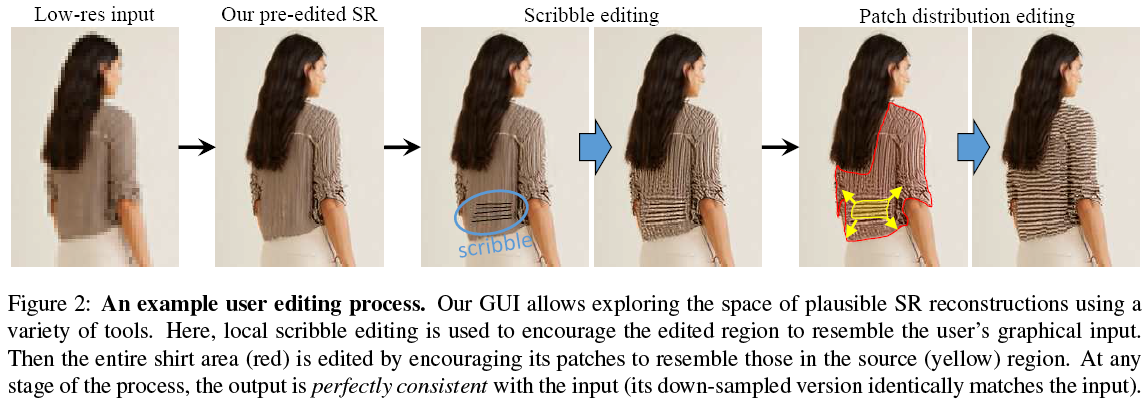 Low-res input
Our pre-edited SR
Scribble editing
Patch distribution editing
scribble
Figure 2: An example user editing process. Our GUI allows exploring the space of plausible SR reconstructions using a
variety of tools. Here, local scribble editing is used to encourage the edited region to resemble the user's graphical input.
Then the entire shirt area (red) is edited by encouraging its patches to resemble those in the source (yellow) region. At any
stage of the process, the output is perfectly consistent with the input (its down-sampled version identically matches the input).